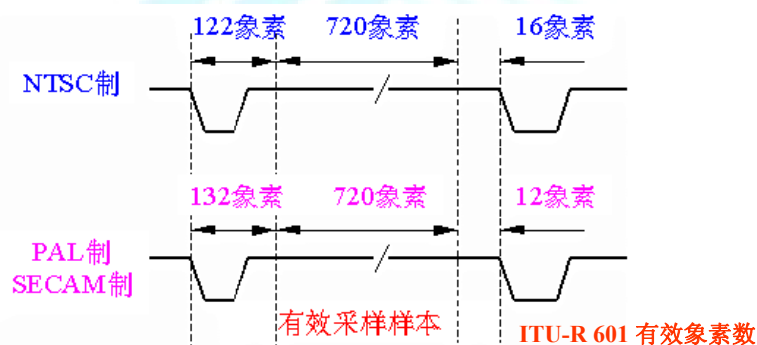 122象素 720象素 16象素
NTSC制
132象素 720象素 12象素
PAL制
SECAM制
有效采样样本
ITU-R 601 有效象素数